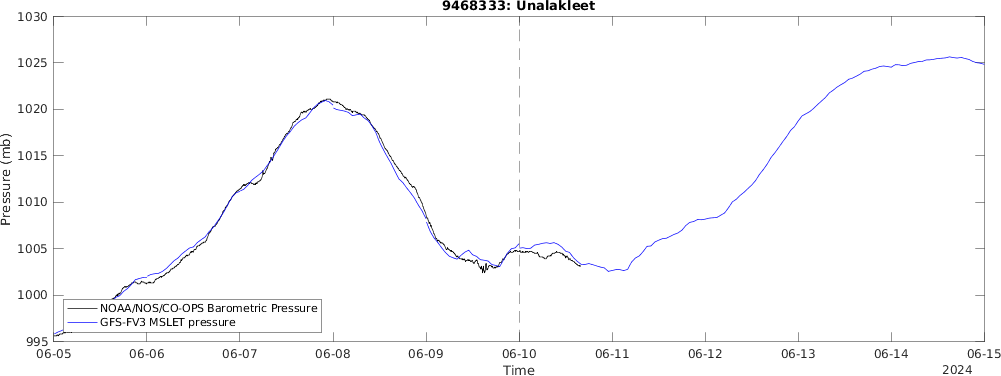 9468333: Unalakleet
1030
1025
1020
1015
1010
1005
1000
995
Pressure (mb)
NOAA/NOS/CO-OPS Barometric Pressure
GFS-FV3 MSLET pressure
06-05 06-06 06-07 06-08 06-09 06-10 06-11 06-12 06-13 06-14 06-15
Time
2024